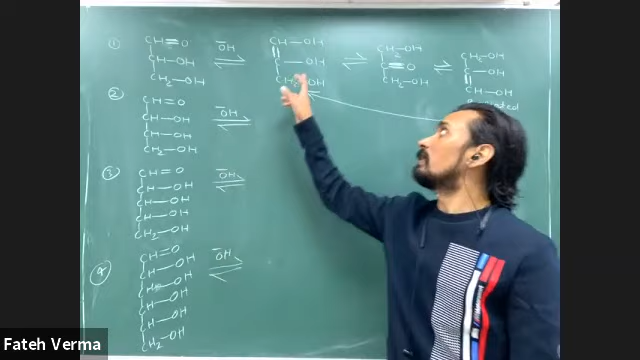 ① CH=O ⁻OH ⇌ CH—OH ⇌ CH₂—OH ⇌ CH₂—OH
CH—OH C—OH C=O C—OH
CH₂—OH CH₂—OH CH₂—OH CH—OH
② CH=O ⁻OH ⇌
CH—OH
CH—OH
CH₂—OH
③ CH=O ⁻OH ⇌
CH—OH
CH—OH
CH—OH
CH₂—OH
④ CH=O ⁻OH ⇌
CH—OH
CH—OH
CH—OH
CH—OH
CH₂—OH
Fateh Verma